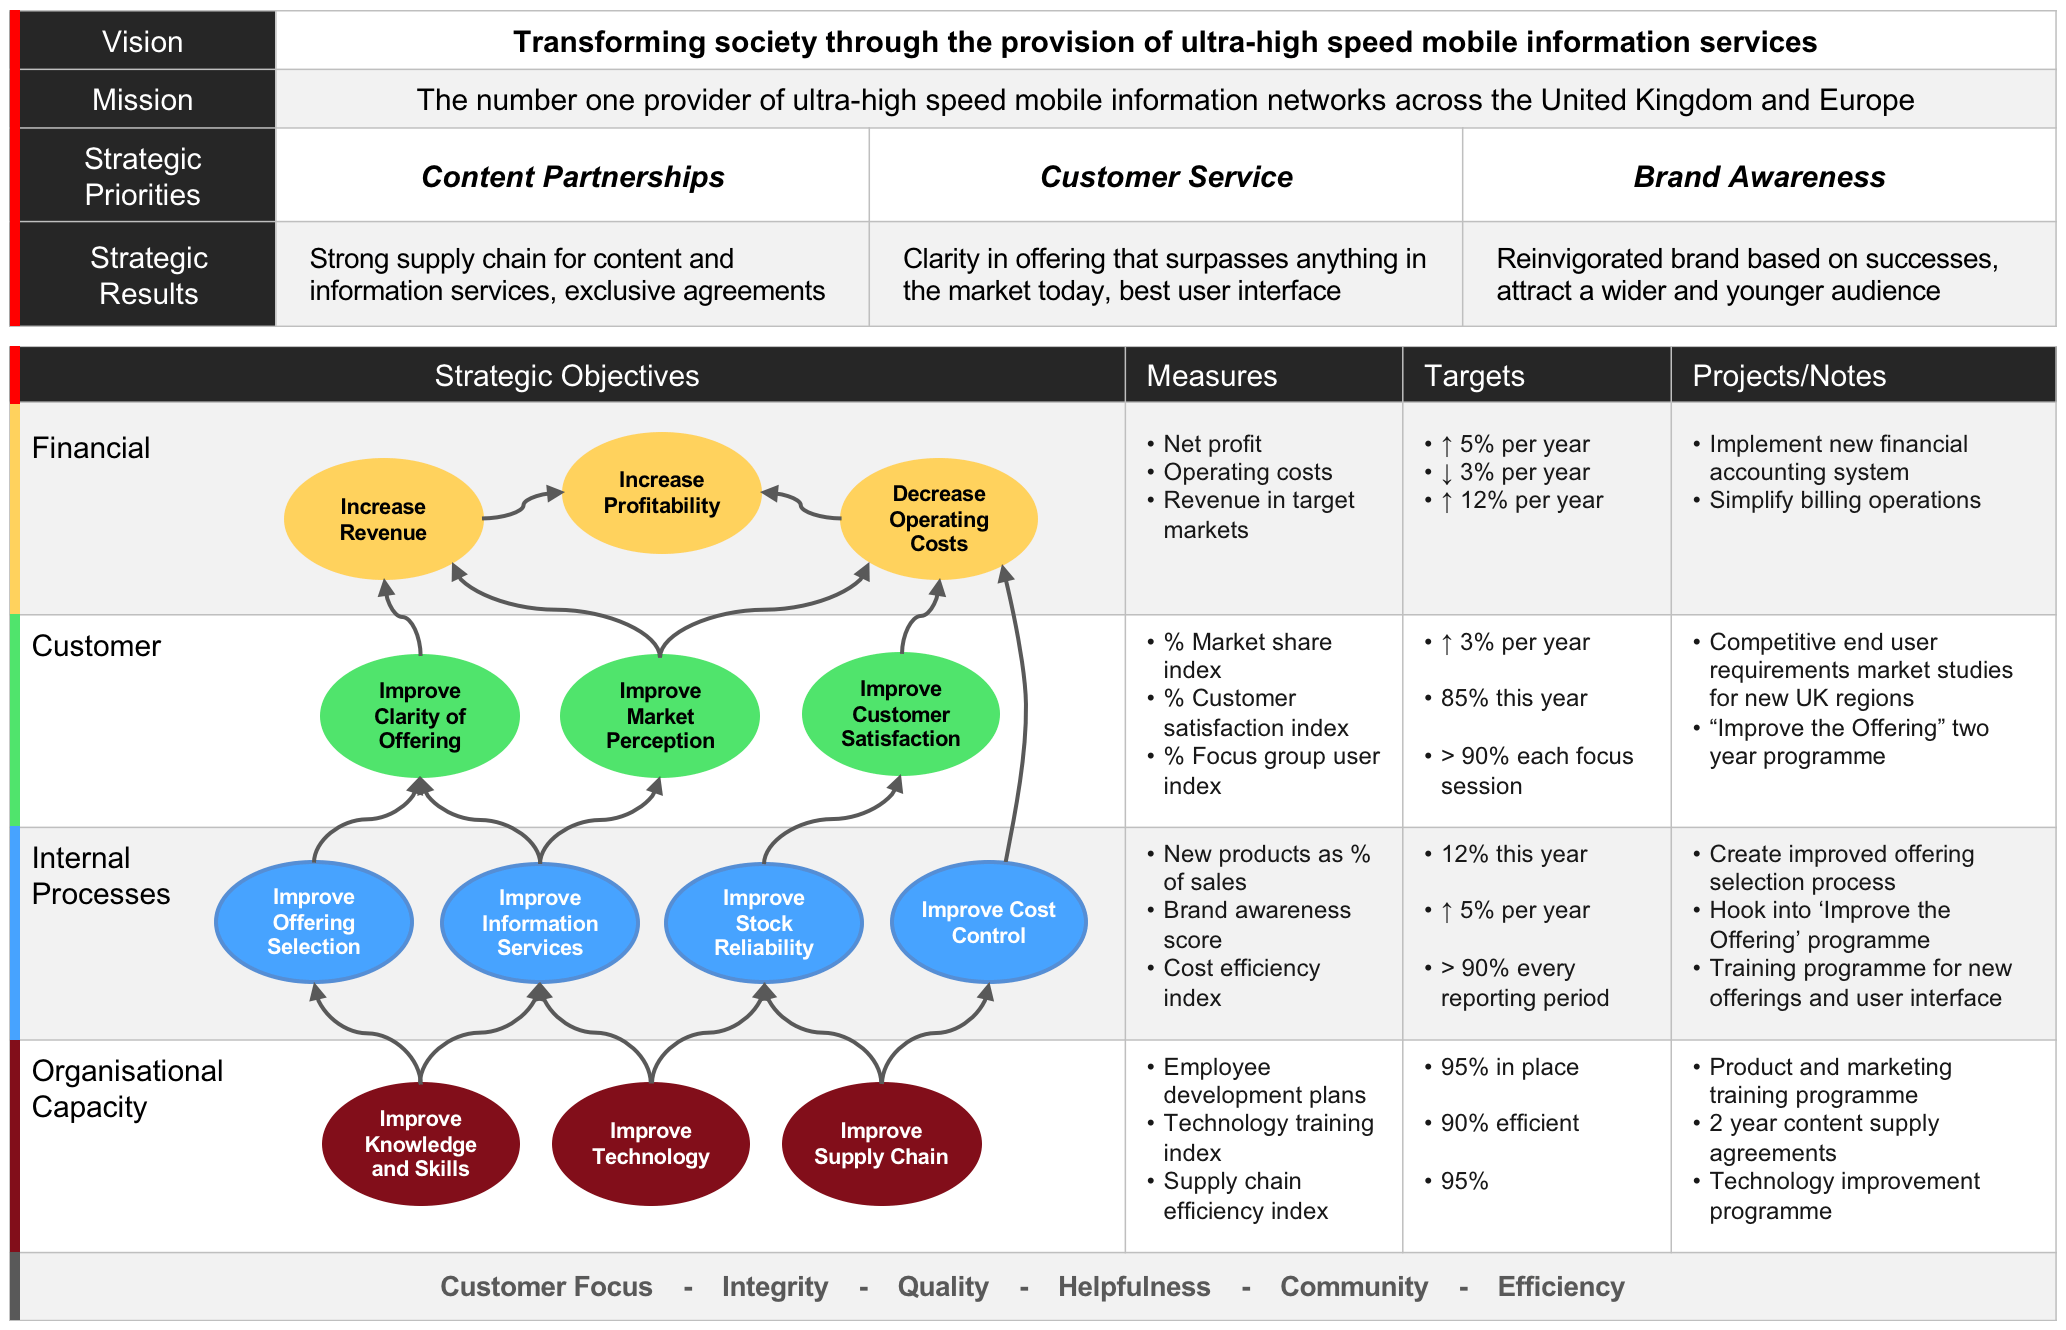 Vision
Transforming society through the provision of ultra-high speed mobile information services
Mission
The number one provider of ultra-high speed mobile information networks across the United Kingdom and Europe
Strategic
Priorities
Content Partnerships
Customer Service
Brand Awareness
Strategic
Results
Strong supply chain for content and
information services, exclusive agreements
Clarity in offering that surpasses anything in
the market today, best user interface
Reinvigorated brand based on successes,
attract a wider and younger audience
Strategic Objectives
Measures
Targets
Projects/Notes
Financial
Increase
Revenue
Increase
Profitability
Decrease
Operating
Costs
• Net profit
• Operating costs
• Revenue in target
markets
• ↑ 5% per year
• ↓ 3% per year
• ↑ 12% per year
• Implement new financial
accounting system
• Simplify billing operations
Customer
Improve
Clarity of
Offering
Improve
Market
Perception
Improve
Customer
Satisfaction
• % Market share
index
• % Customer
satisfaction index
• % Focus group user
index
• ↑ 3% per year
• 85% this year
• > 90% each focus
session
• Competitive end user
requirements market studies
for new UK regions
• “Improve the Offering” two
year programme
Internal
Processes
Improve
Offering
Selection
Improve
Information
Services
Improve
Stock
Reliability
Improve Cost
Control
• New products as %
of sales
• Brand awareness
score
• Cost efficiency
index
• 12% this year
• ↑ 5% per year
• > 90% every
reporting period
• Create improved offering
selection process
• Hook into ‘Improve the
Offering’ programme
• Training programme for new
offerings and user interface
Organisational
Capacity
Improve
Knowledge
and Skills
Improve
Technology
Improve
Supply Chain
• Employee
development plans
• Technology training
index
• Supply chain
efficiency index
• 95% in place
• 90% efficient
• 95%
• Product and marketing
training programme
• 2 year content supply
agreements
• Technology improvement
programme
Customer Focus - Integrity - Quality - Helpfulness - Community - Efficiency